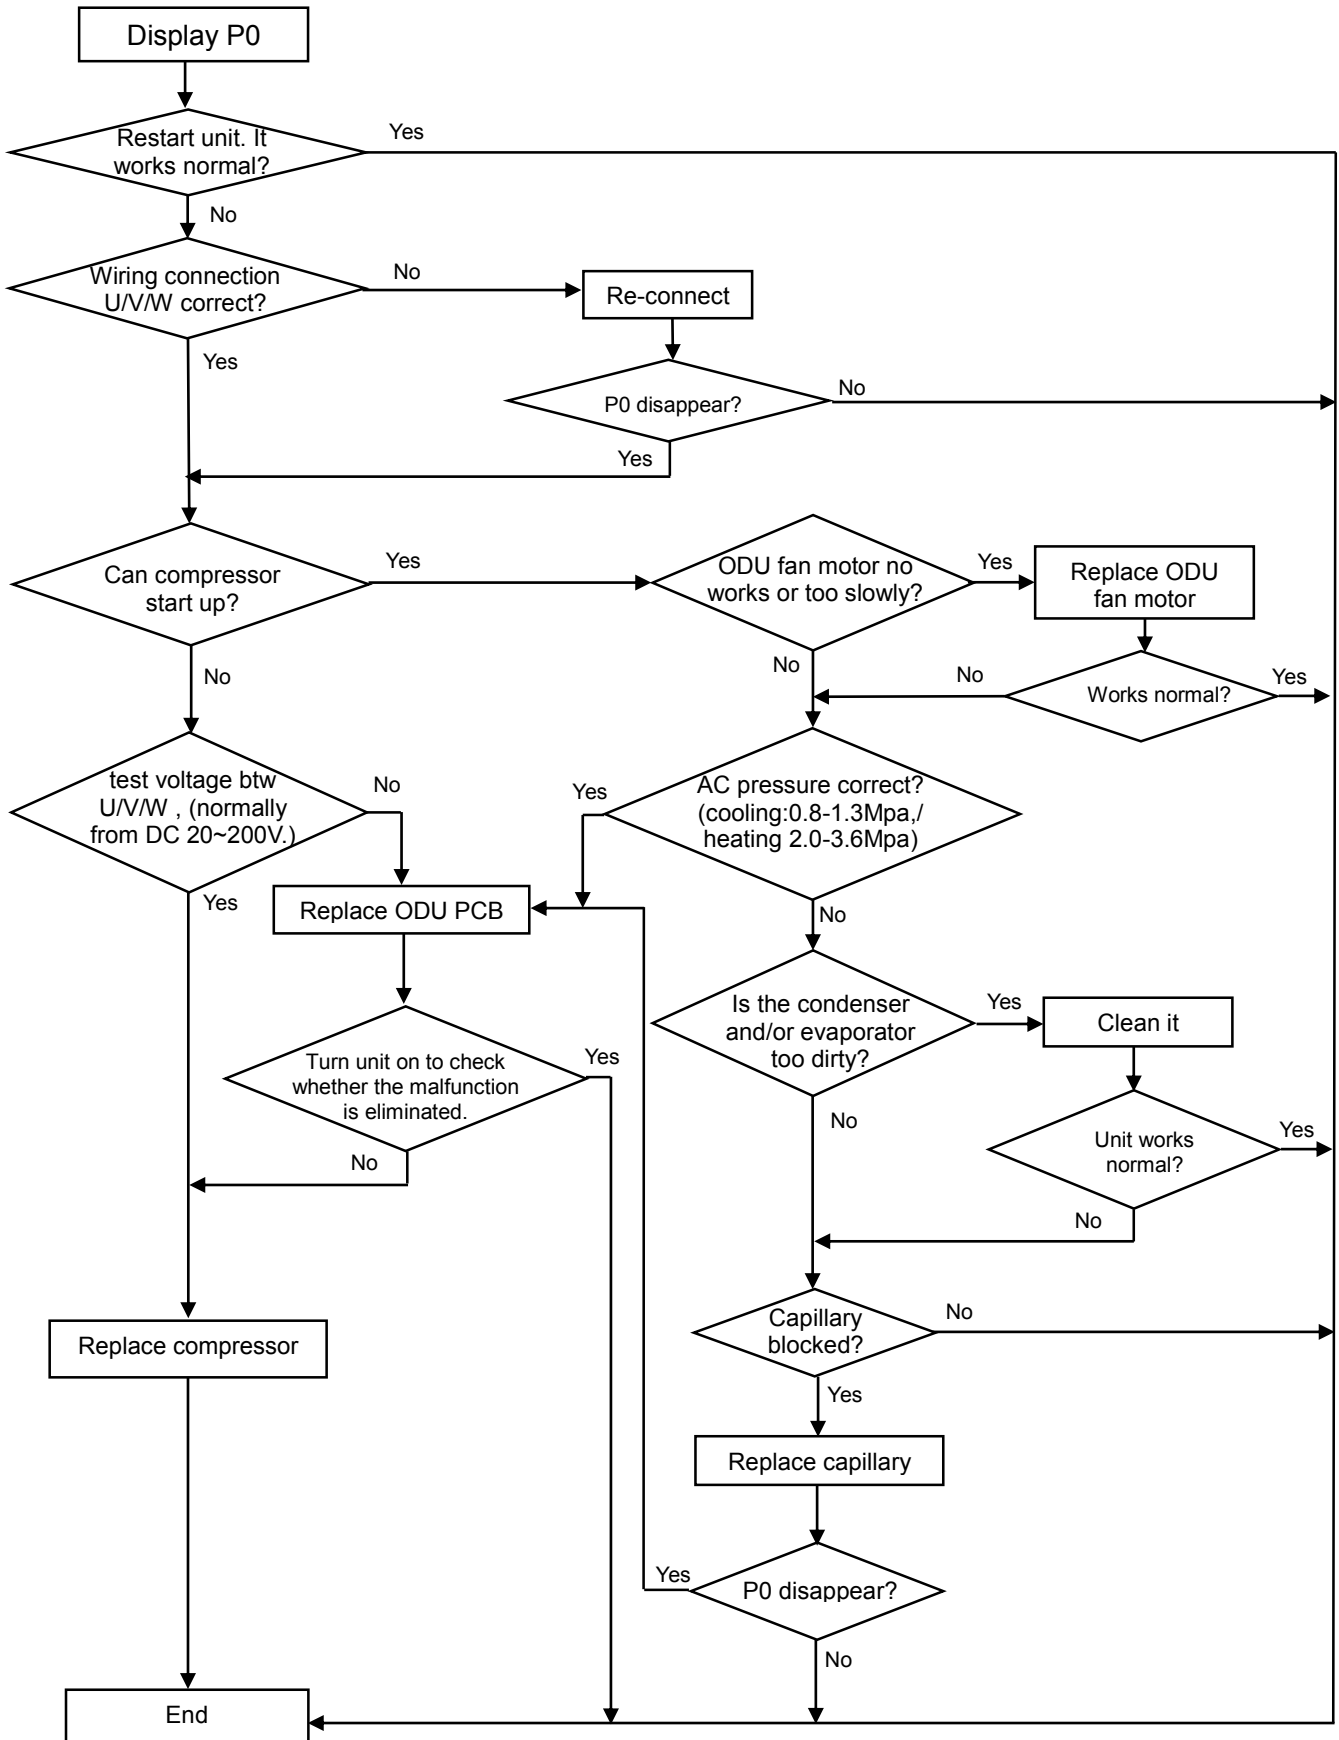 Display P0
Restart unit. It
works normal?
Yes
No
Wiring connection
U/V/W correct?
No
Re-connect
Yes
P0 disappear?
No
Yes
Can compressor
start up?
Yes
ODU fan motor no
works or too slowly?
Yes
Replace ODU
fan motor
No
No
No
Works normal?
Yes
test voltage btw
U/V/W , (normally
from DC 20~200V.)
No
Yes
AC pressure correct?
(cooling:0.8-1.3Mpa,/
heating 2.0-3.6Mpa)
Yes
Replace ODU PCB
No
Is the condenser
and/or evaporator
too dirty?
Yes
Clean it
Turn unit on to check
whether the malfunction
is eliminated.
Yes
No
No
Unit works
normal?
Yes
No
Capillary
blocked?
No
Replace compressor
Yes
Replace capillary
Yes
P0 disappear?
No
End